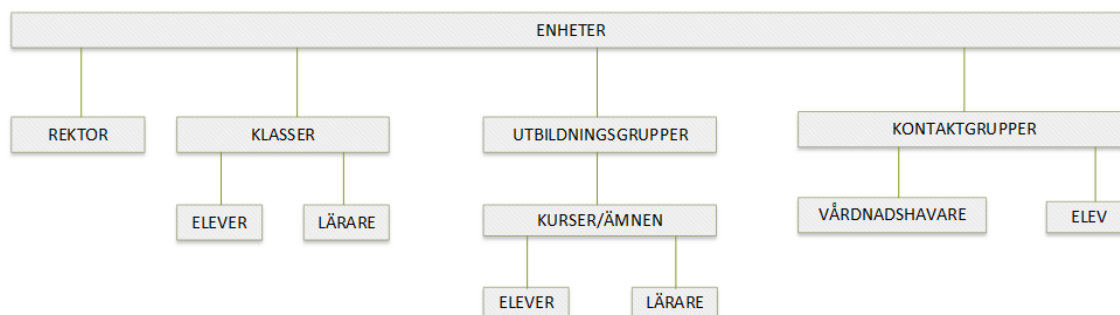 ENHETER
REKTOR
KLASSER
UTBILDNINGSGRUPPER
KONTAKTGRUPPER
ELEVER
LÄRARE
KURSER/ÄMNEN
VÅRDNADSHAVARE
ELEV
ELEVER
LÄRARE